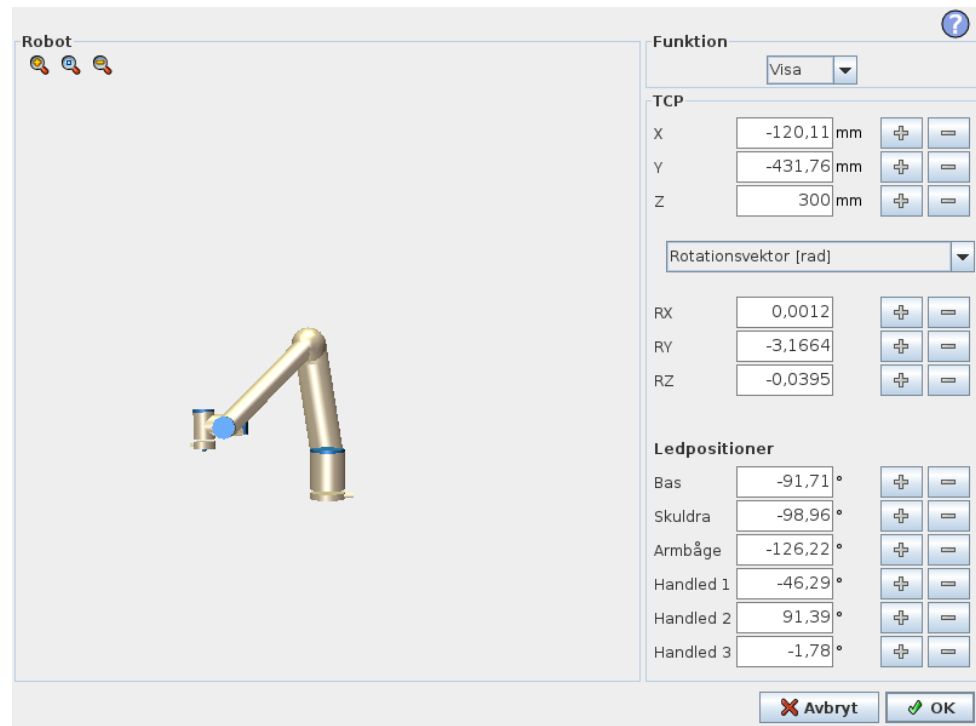 Robot
?
Funktion
Visa
TCP
X -120,11 mm
Y -431,76 mm
Z 300 mm
Rotationsvektor [rad]
RX 0,0012
RY -3,1664
RZ -0,0395
Ledpositioner
Bas -91,71 °
Skuldra -98,96 °
Armbåge -126,22 °
Handled 1 -46,29 °
Handled 2 91,39 °
Handled 3 -1,78 °
Avbryt OK